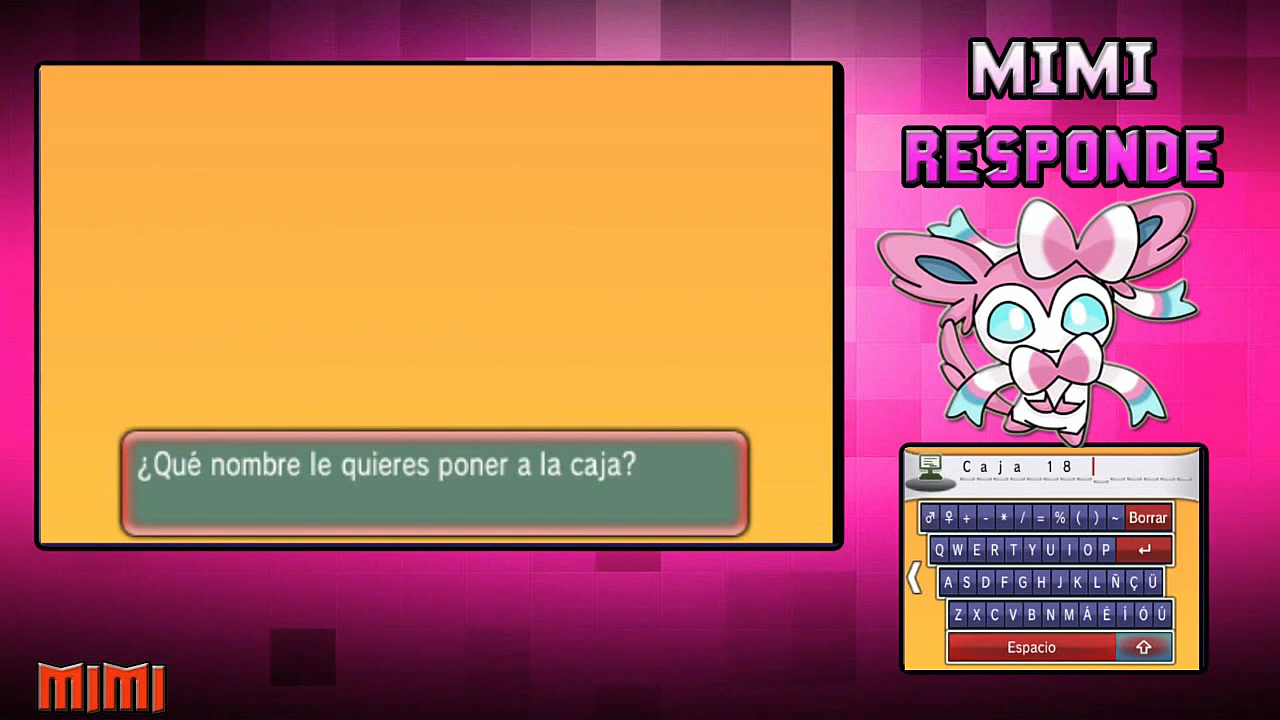 MIMI
RESPONDE
¿Qué nombre le quieres poner a la caja?
Caja 18
♂ ♀ + - * / = % ( ) ~ Borrar
Q W E R T Y U I O P ↵
A S D F G H J K L Ñ Ç Ü
Z X C V B N M Á É Í Ó Ú
Espacio
MIMI